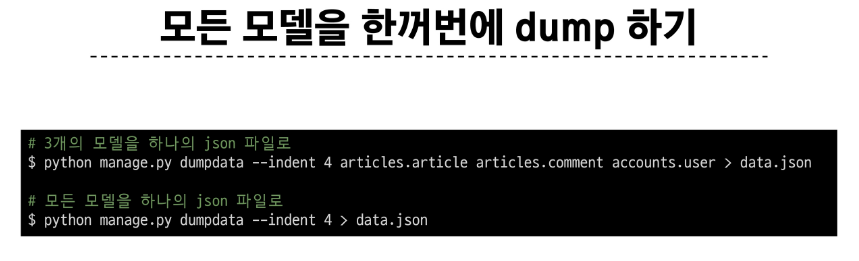 모든 모델을 한꺼번에 dump 하기
# 3개의 모델을 하나의 json 파일로
$ python manage.py dumpdata --indent 4 articles.article articles.comment accounts.user > data.json
# 모든 모델을 하나의 json 파일로
$ python manage.py dumpdata --indent 4 > data.json